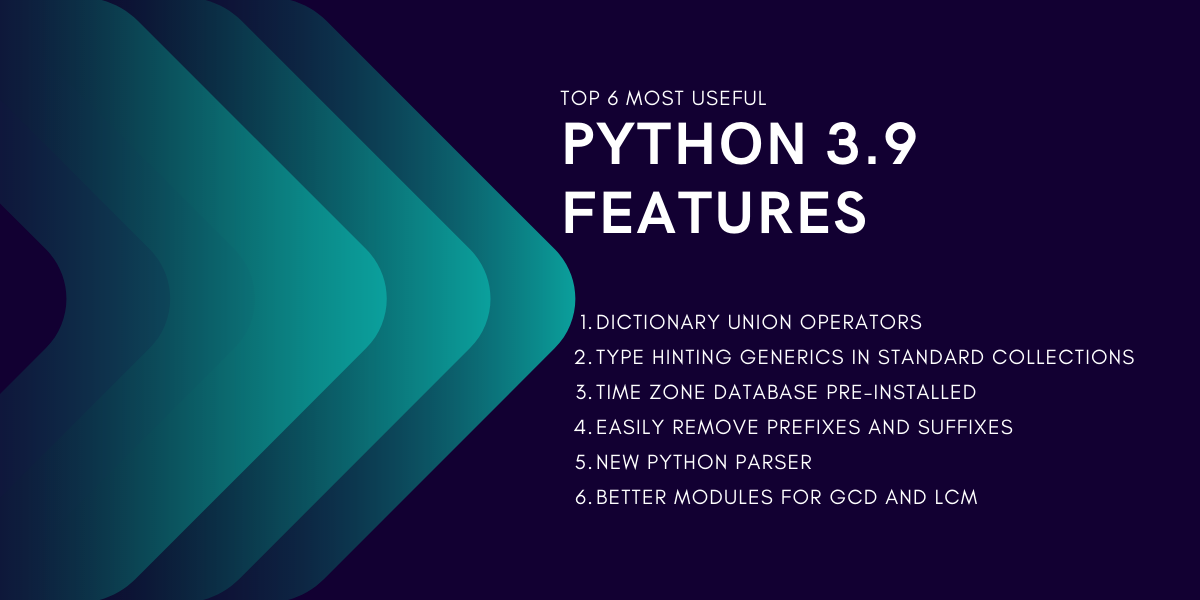 TOP 6 MOST USEFUL
PYTHON 3.9
FEATURES
1. DICTIONARY UNION OPERATORS
2. TYPE HINTING GENERICS IN STANDARD COLLECTIONS
3. TIME ZONE DATABASE PRE-INSTALLED
4. EASILY REMOVE PREFIXES AND SUFFIXES
5. NEW PYTHON PARSER
6. BETTER MODULES FOR GCD AND LCM